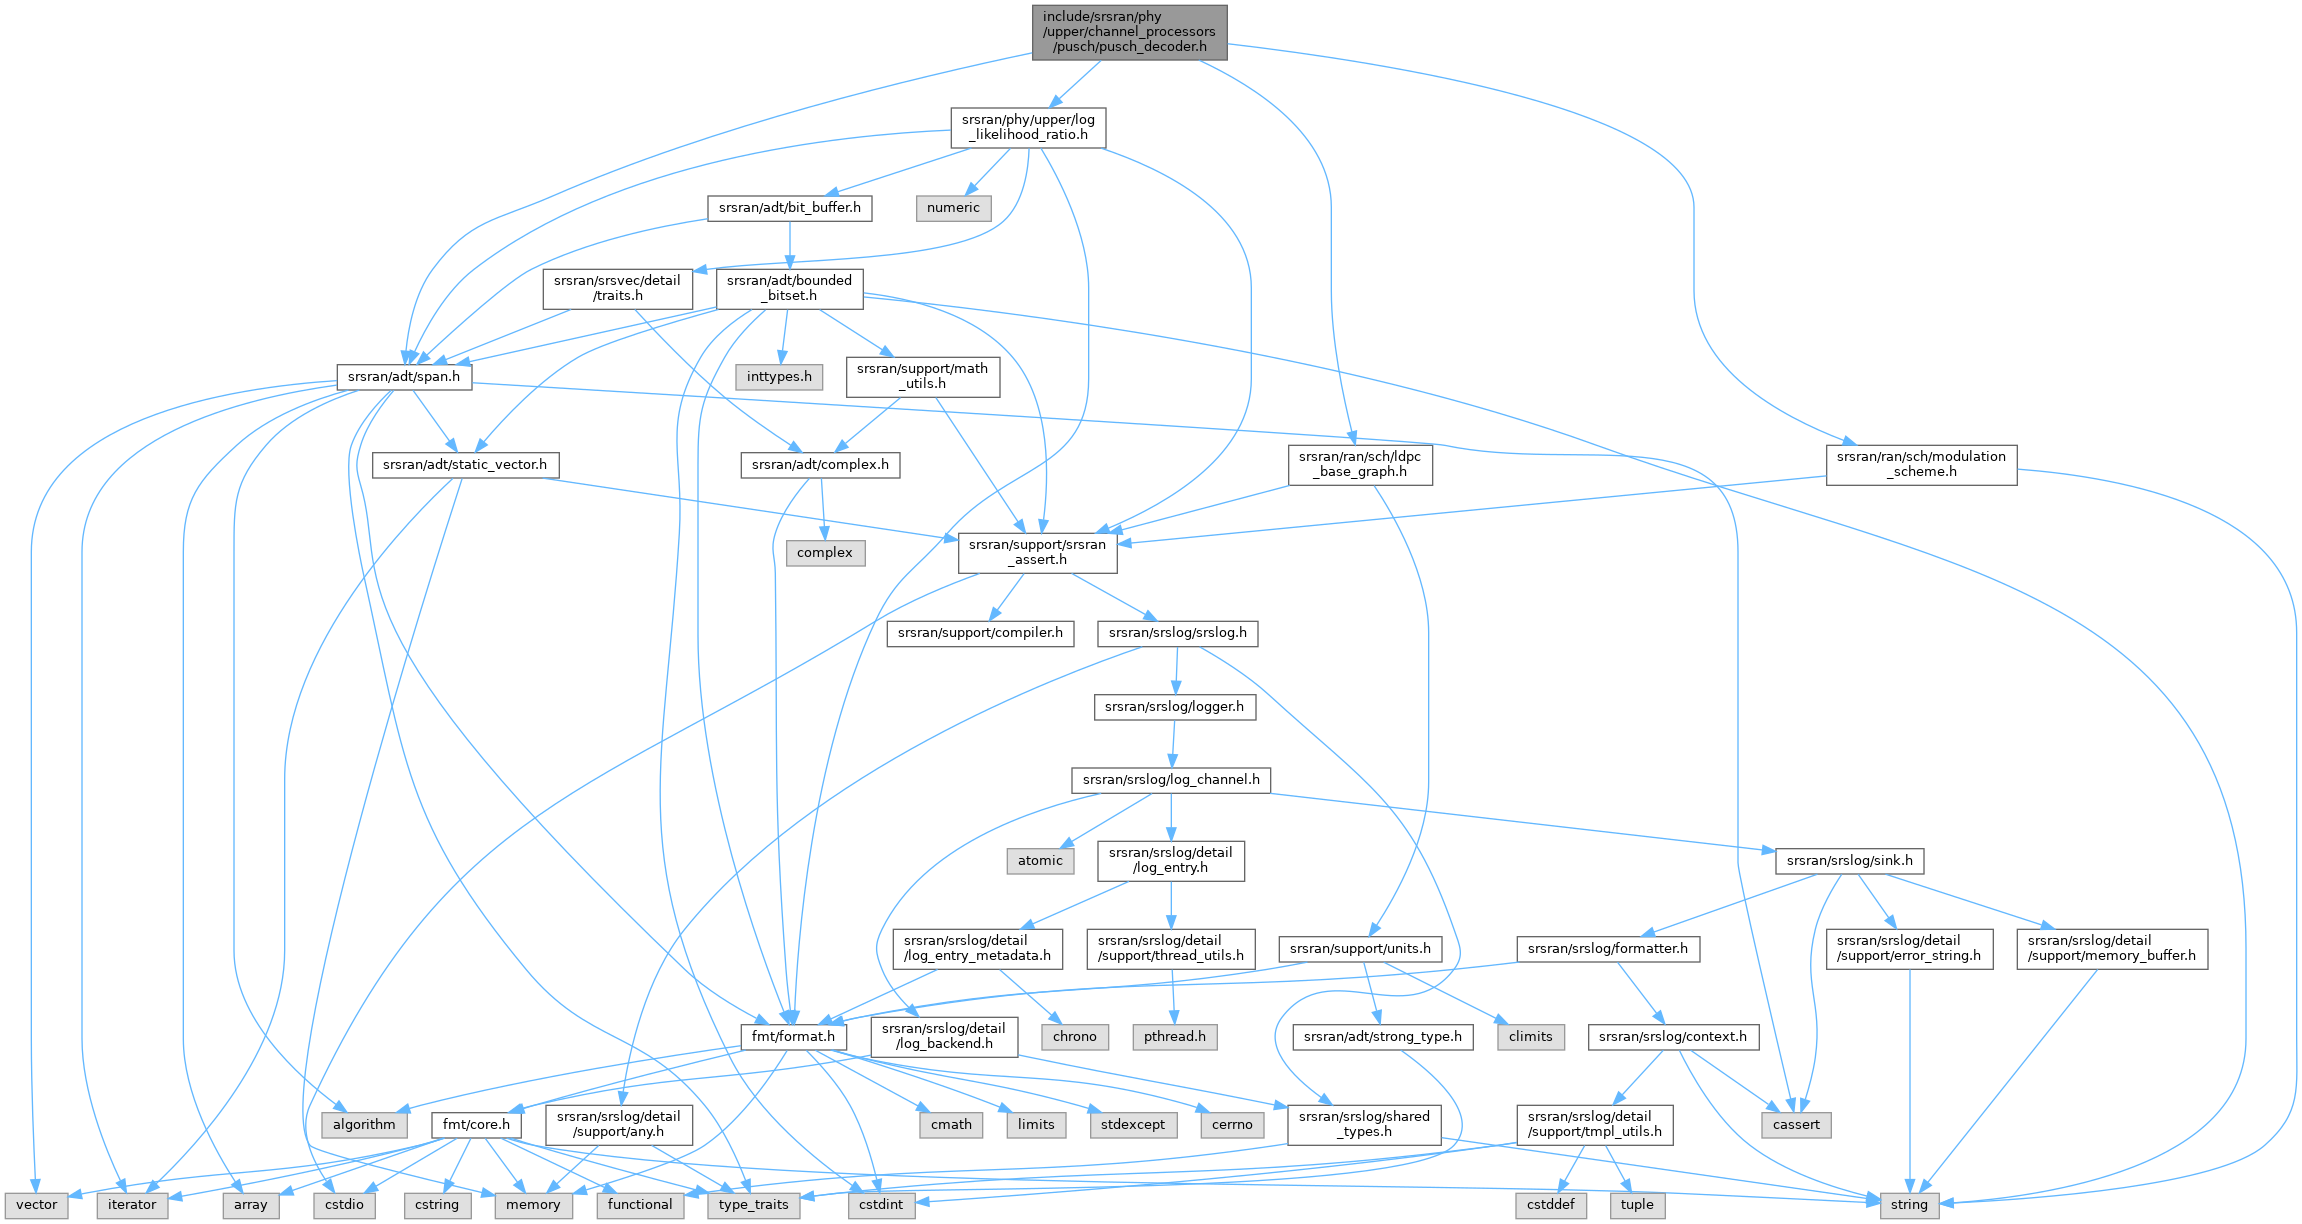 include/srsran/phy
/upper/channel_processors
/pusch/pusch_decoder.h
srsran/phy/upper/log
_likelihood_ratio.h
srsran/adt/bit_buffer.h
numeric
srsran/srsvec/detail
/traits.h
srsran/adt/bounded
_bitset.h
srsran/adt/span.h
inttypes.h
srsran/support/math
_utils.h
srsran/adt/static_vector.h
srsran/adt/complex.h
srsran/ran/sch/ldpc
_base_graph.h
srsran/ran/sch/modulation
_scheme.h
complex
srsran/support/srsran
_assert.h
srsran/support/compiler.h
srsran/srslog/srslog.h
srsran/srslog/logger.h
srsran/srslog/log_channel.h
atomic
srsran/srslog/detail
/log_entry.h
srsran/srslog/sink.h
srsran/srslog/detail
/log_entry_metadata.h
srsran/srslog/detail
/support/thread_utils.h
srsran/support/units.h
srsran/srslog/formatter.h
srsran/srslog/detail
/support/error_string.h
srsran/srslog/detail
/support/memory_buffer.h
fmt/format.h
srsran/srslog/detail
/log_backend.h
chrono
pthread.h
srsran/adt/strong_type.h
climits
srsran/srslog/context.h
algorithm
fmt/core.h
srsran/srslog/detail
/support/any.h
cmath
limits
stdexcept
cerrno
srsran/srslog/shared
_types.h
srsran/srslog/detail
/support/tmpl_utils.h
cassert
vector
iterator
array
cstdio
cstring
memory
functional
type_traits
cstdint
cstddef
tuple
string